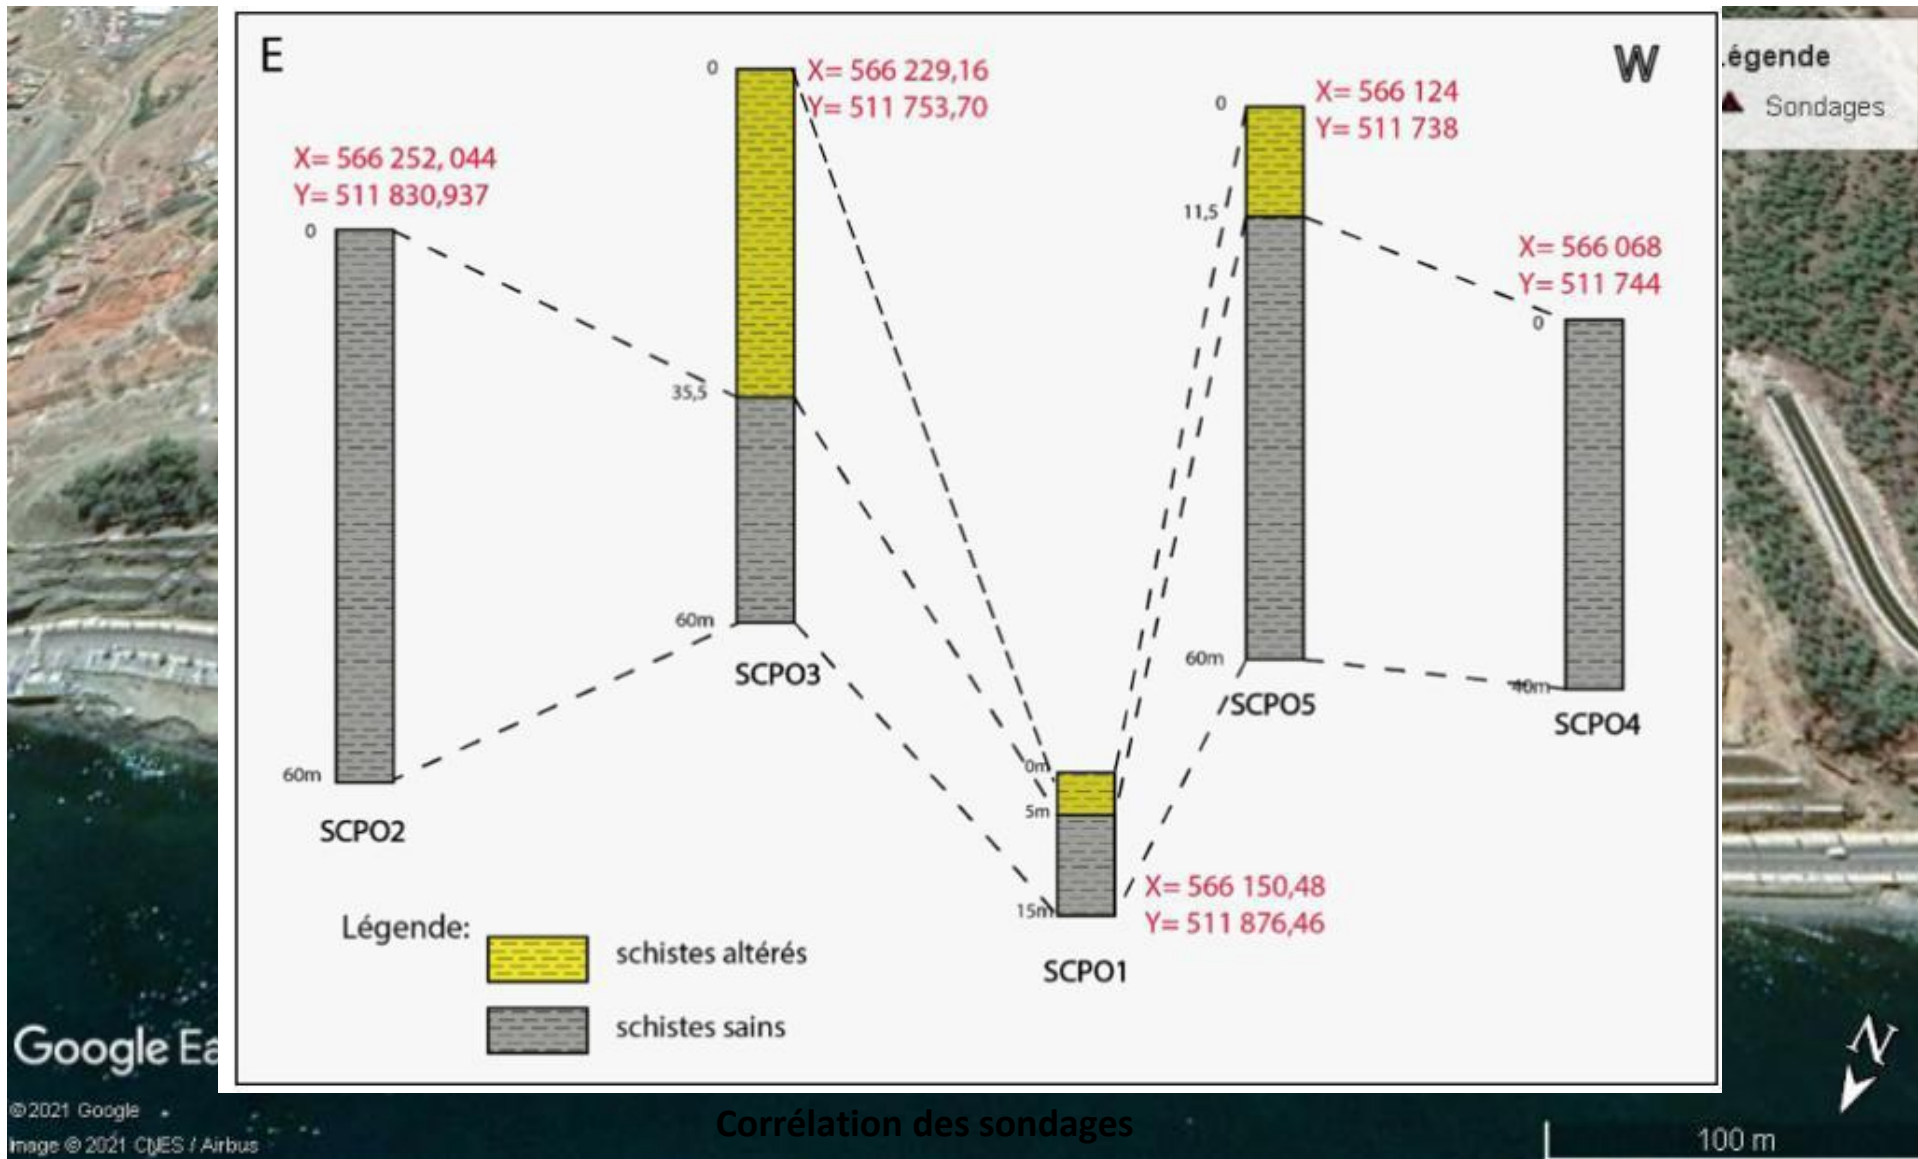 E
W
X= 566 229,16
Y= 511 753,70
0
X= 566 124
Y= 511 738
0
11,5
X= 566 252, 044
Y= 511 830,937
0
X= 566 068
Y= 511 744
0
35,5
60m
SCPO3
60m
SCPO5
40m
SCPO4
60m
SCPO2
0m
5m
15m
X= 566 150,48
Y= 511 876,46
SCPO1
Légende:
schistes altérés
schistes sains
égende
Sondages
Google Ea
N
©2021 Google
mage © 2021 CNES / Airbus
Corrélation des sondages
100 m